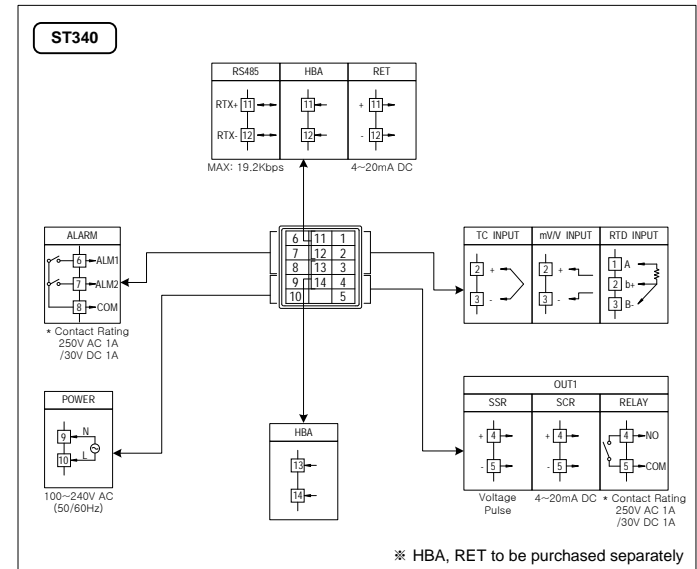 ST340
RS485 HBA RET
RTX+ 11 11 + 11
RTX- 12 12 - 12
MAX: 19.2Kbps 4~20mA DC
ALARM
6 ALM1
7 ALM2
8 COM
* Contact Rating
250V AC 1A
/30V DC 1A
6 11 1
7 12 2
8 13 3
9 14 4
10 5
TC INPUT mV/V INPUT RTD INPUT
2 + 2 + 1 A
3 - 3 - 2 b+
3 B-
POWER
9 N
10 L
100~240V AC
(50/60Hz)
HBA
13
14
OUT1
SSR SCR RELAY
+ 4 + 4 4 NO
- 5 - 5 5 COM
Voltage
Pulse
4~20mA DC
* Contact Rating
250V AC 1A
/30V DC 1A
※ HBA, RET to be purchased separately